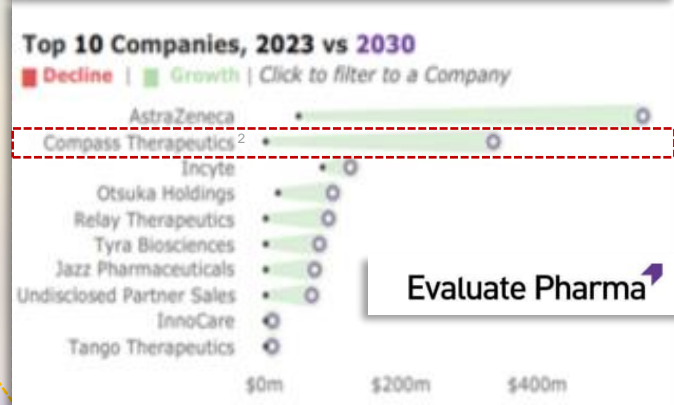 Top 10 Companies, 2023 vs 2030
Decline | Growth | Click to filter to a Company
AstraZeneca
Compass Therapeutics 2
Incyte
Otsuka Holdings
Relay Therapeutics
Tyra Biosciences
Jazz Pharmaceuticals
Undisclosed Partner Sales
Evaluate Pharma
InnoCare
Tango Therapeutics
$0m $200m $400m